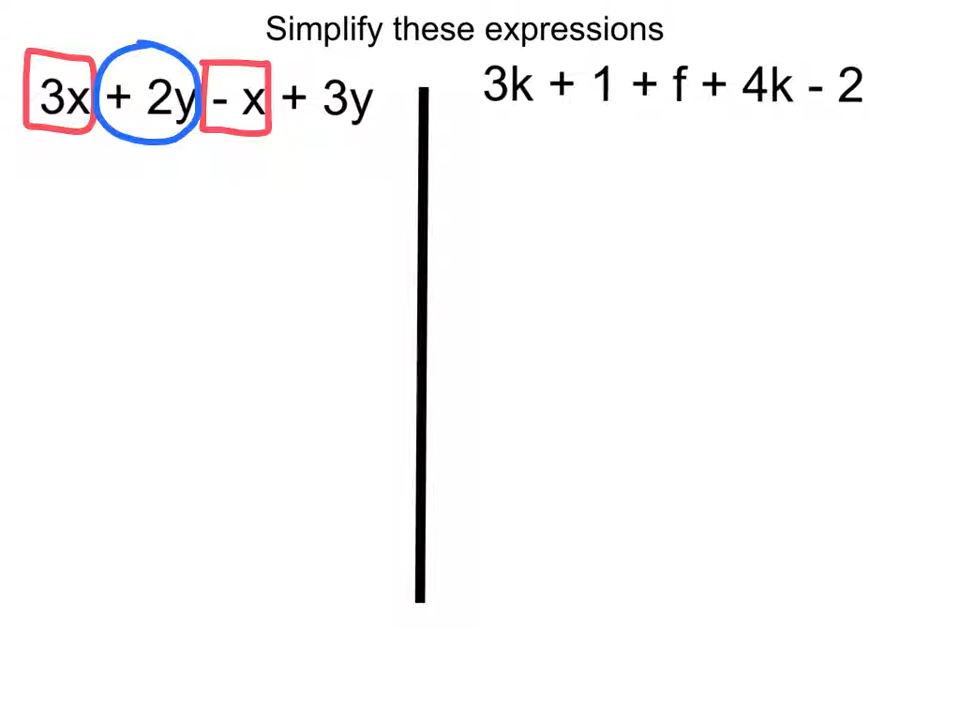 Simplify these expressions
3x + 2y - x + 3y
3k + 1 + f + 4k - 2